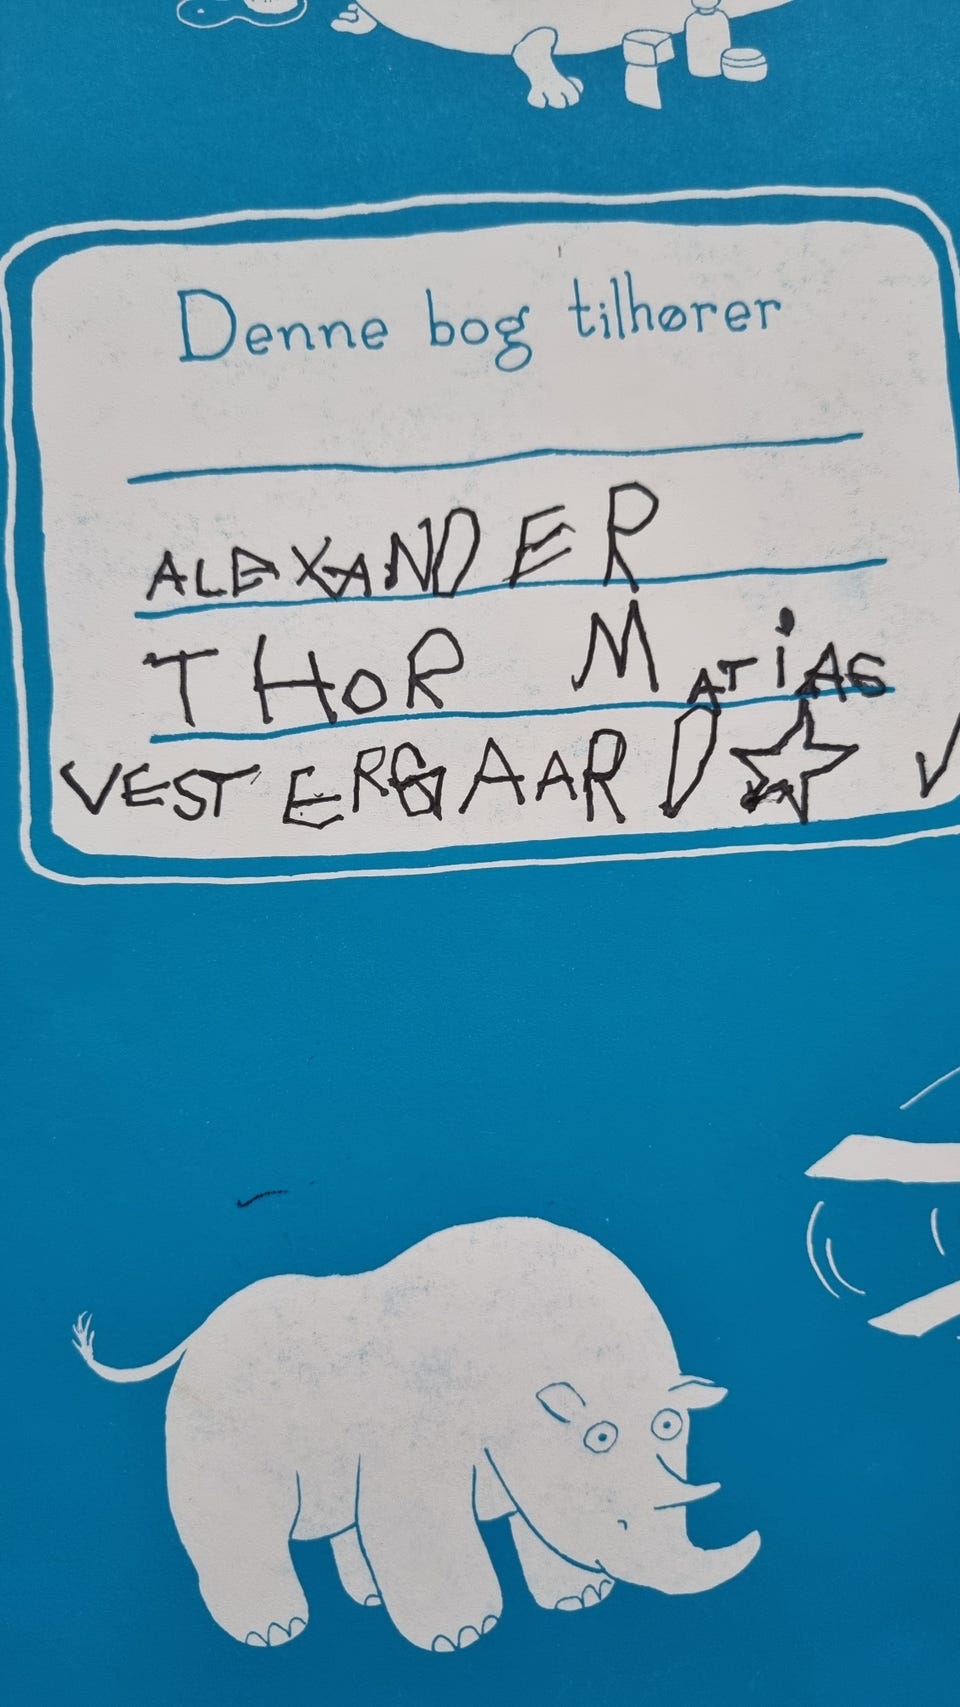 Denne bog tilhører
ALEXANDER
THOR MATiAS
VESTERGAARD